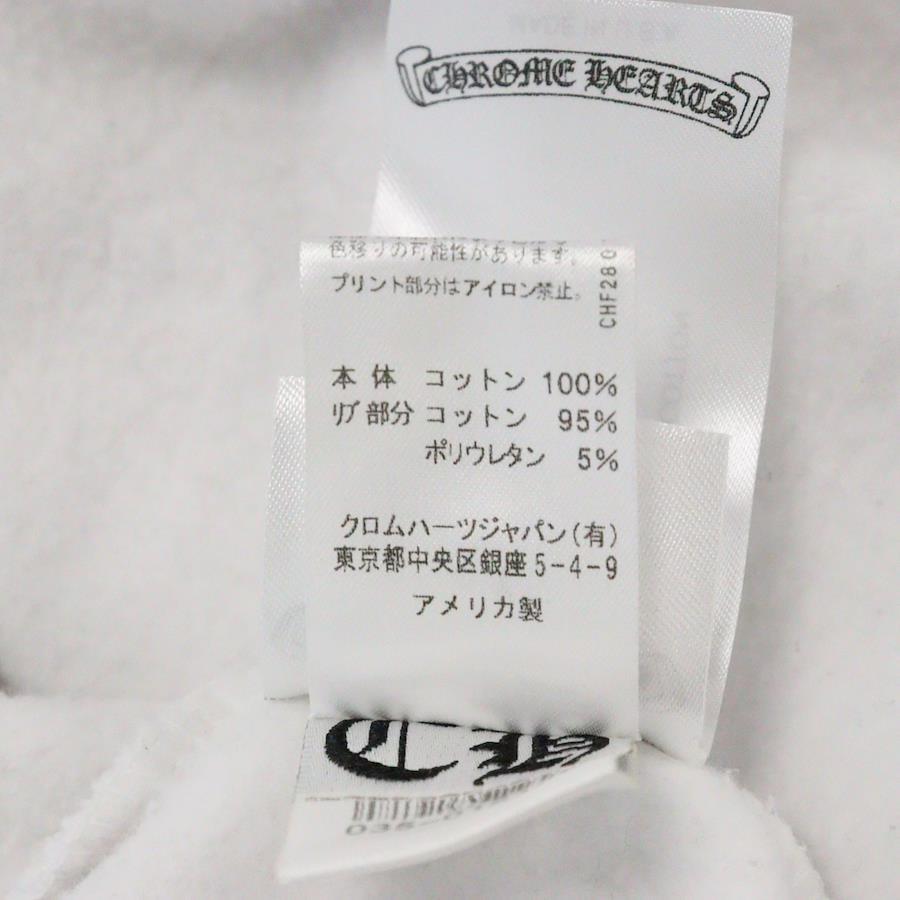 CHROME HEARTS
色移りの可能性があります。
プリント部分はアイロン禁止。
CHF28
本体 コットン 100%
リブ部分 コットン 95%
ポリウレタン 5%
クロムハーツジャパン(有)
東京都中央区銀座5-4-9
アメリカ製